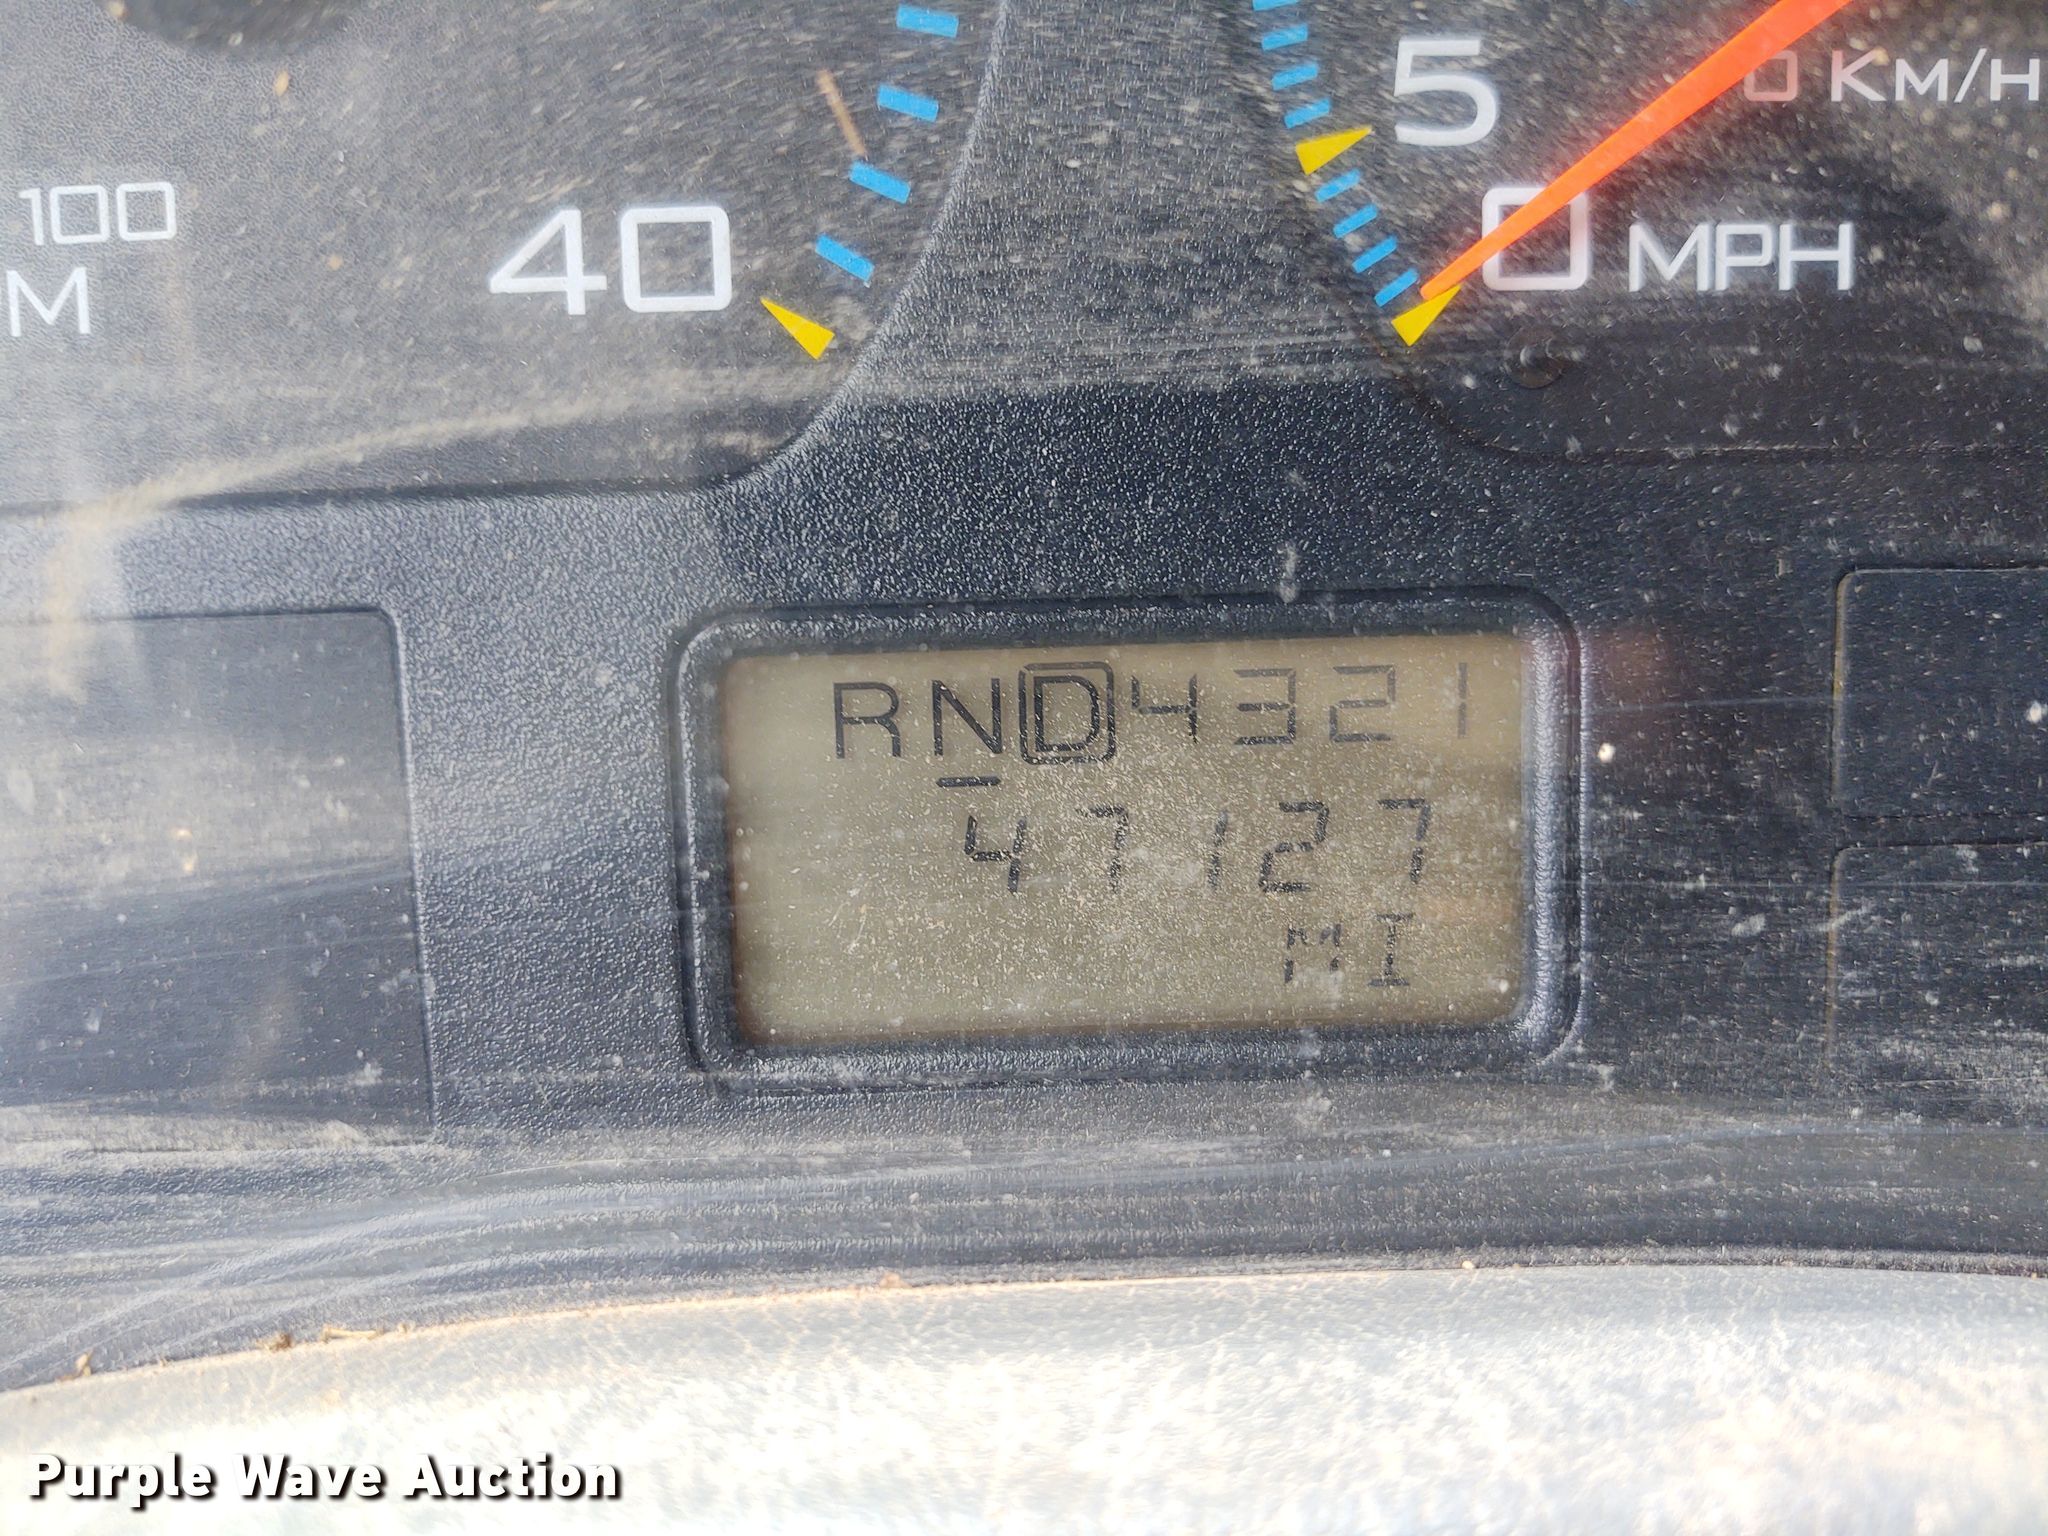 5
0 KM/H
100
40
0 MPH
M
RND4321
47127
MI
Purple Wave Auction